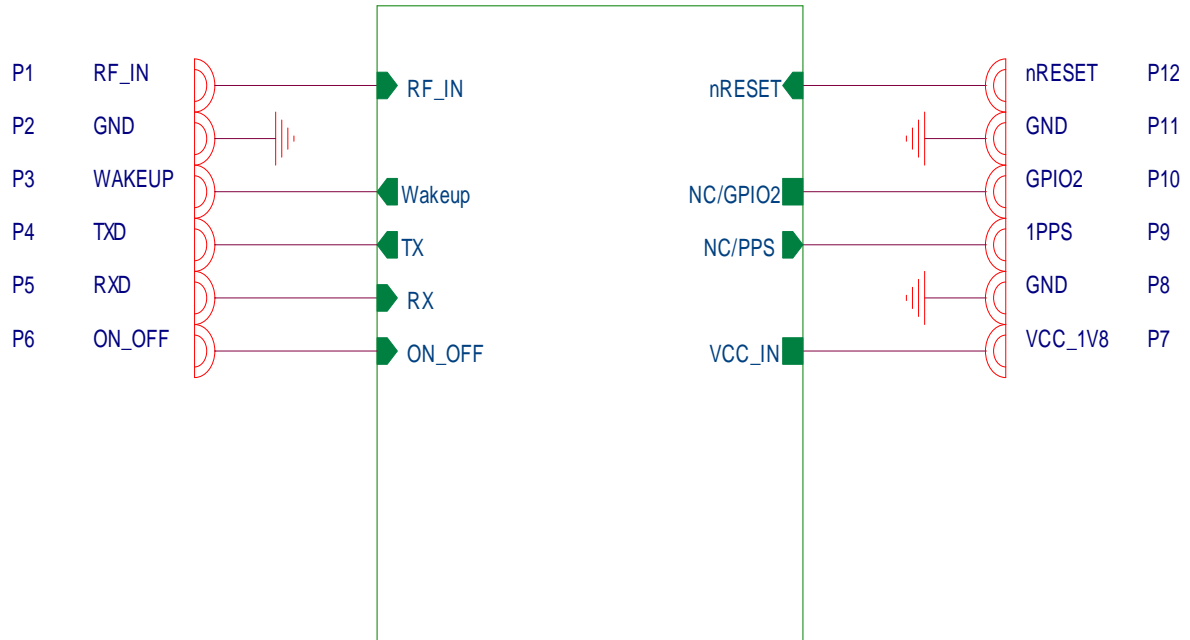 P1 RF_IN RF_IN nRESET nRESET P12
P2 GND GND P11
P3 WAKEUP Wakeup NC/GPIO2 GPIO2 P10
P4 TXD TX NC/PPS 1PPS P9
P5 RXD RX GND P8
P6 ON_OFF ON_OFF VCC_IN VCC_1V8 P7